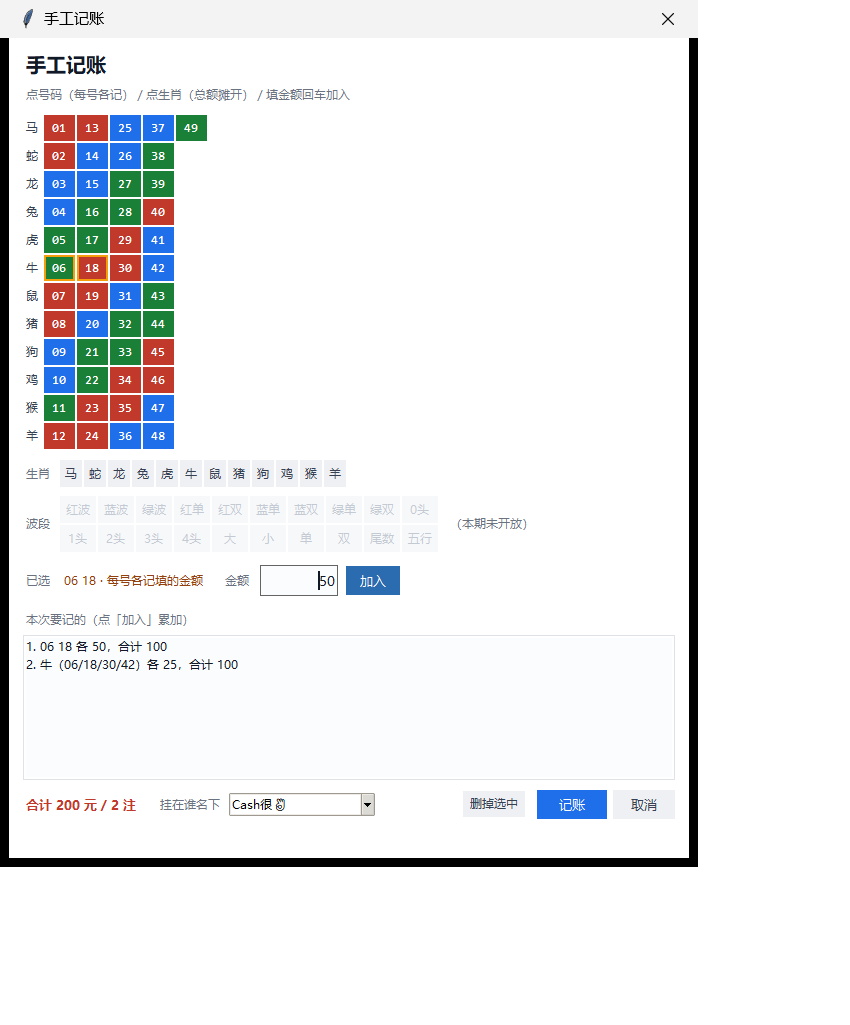 手工记账
手工记账
点号码（每号各记） / 点生肖（总额摊开） / 填金额回车加入
马 01 13 25 37 49
蛇 02 14 26 38
龙 03 15 27 39
兔 04 16 28 40
虎 05 17 29 41
牛 06 18 30 42
鼠 07 19 31 43
猪 08 20 32 44
狗 09 21 33 45
鸡 10 22 34 46
猴 11 23 35 47
羊 12 24 36 48
生肖 马 蛇 龙 兔 虎 牛 鼠 猪 狗 鸡 猴 羊
红波 蓝波 绿波 红单 红双 蓝单 蓝双 绿单 绿双 0头
波段 （本期未开放）
1头 2头 3头 4头 大 小 单 双 尾数 五行
已选 06 18 · 每号各记填的金额 金额 50 加入
本次要记的（点「加入」累加）
1. 06 18 各 50，合计 100
2. 牛（06/18/30/42）各 25，合计 100
合计 200 元 / 2 注 挂在谁名下 Cash很 删掉选中 记账 取消